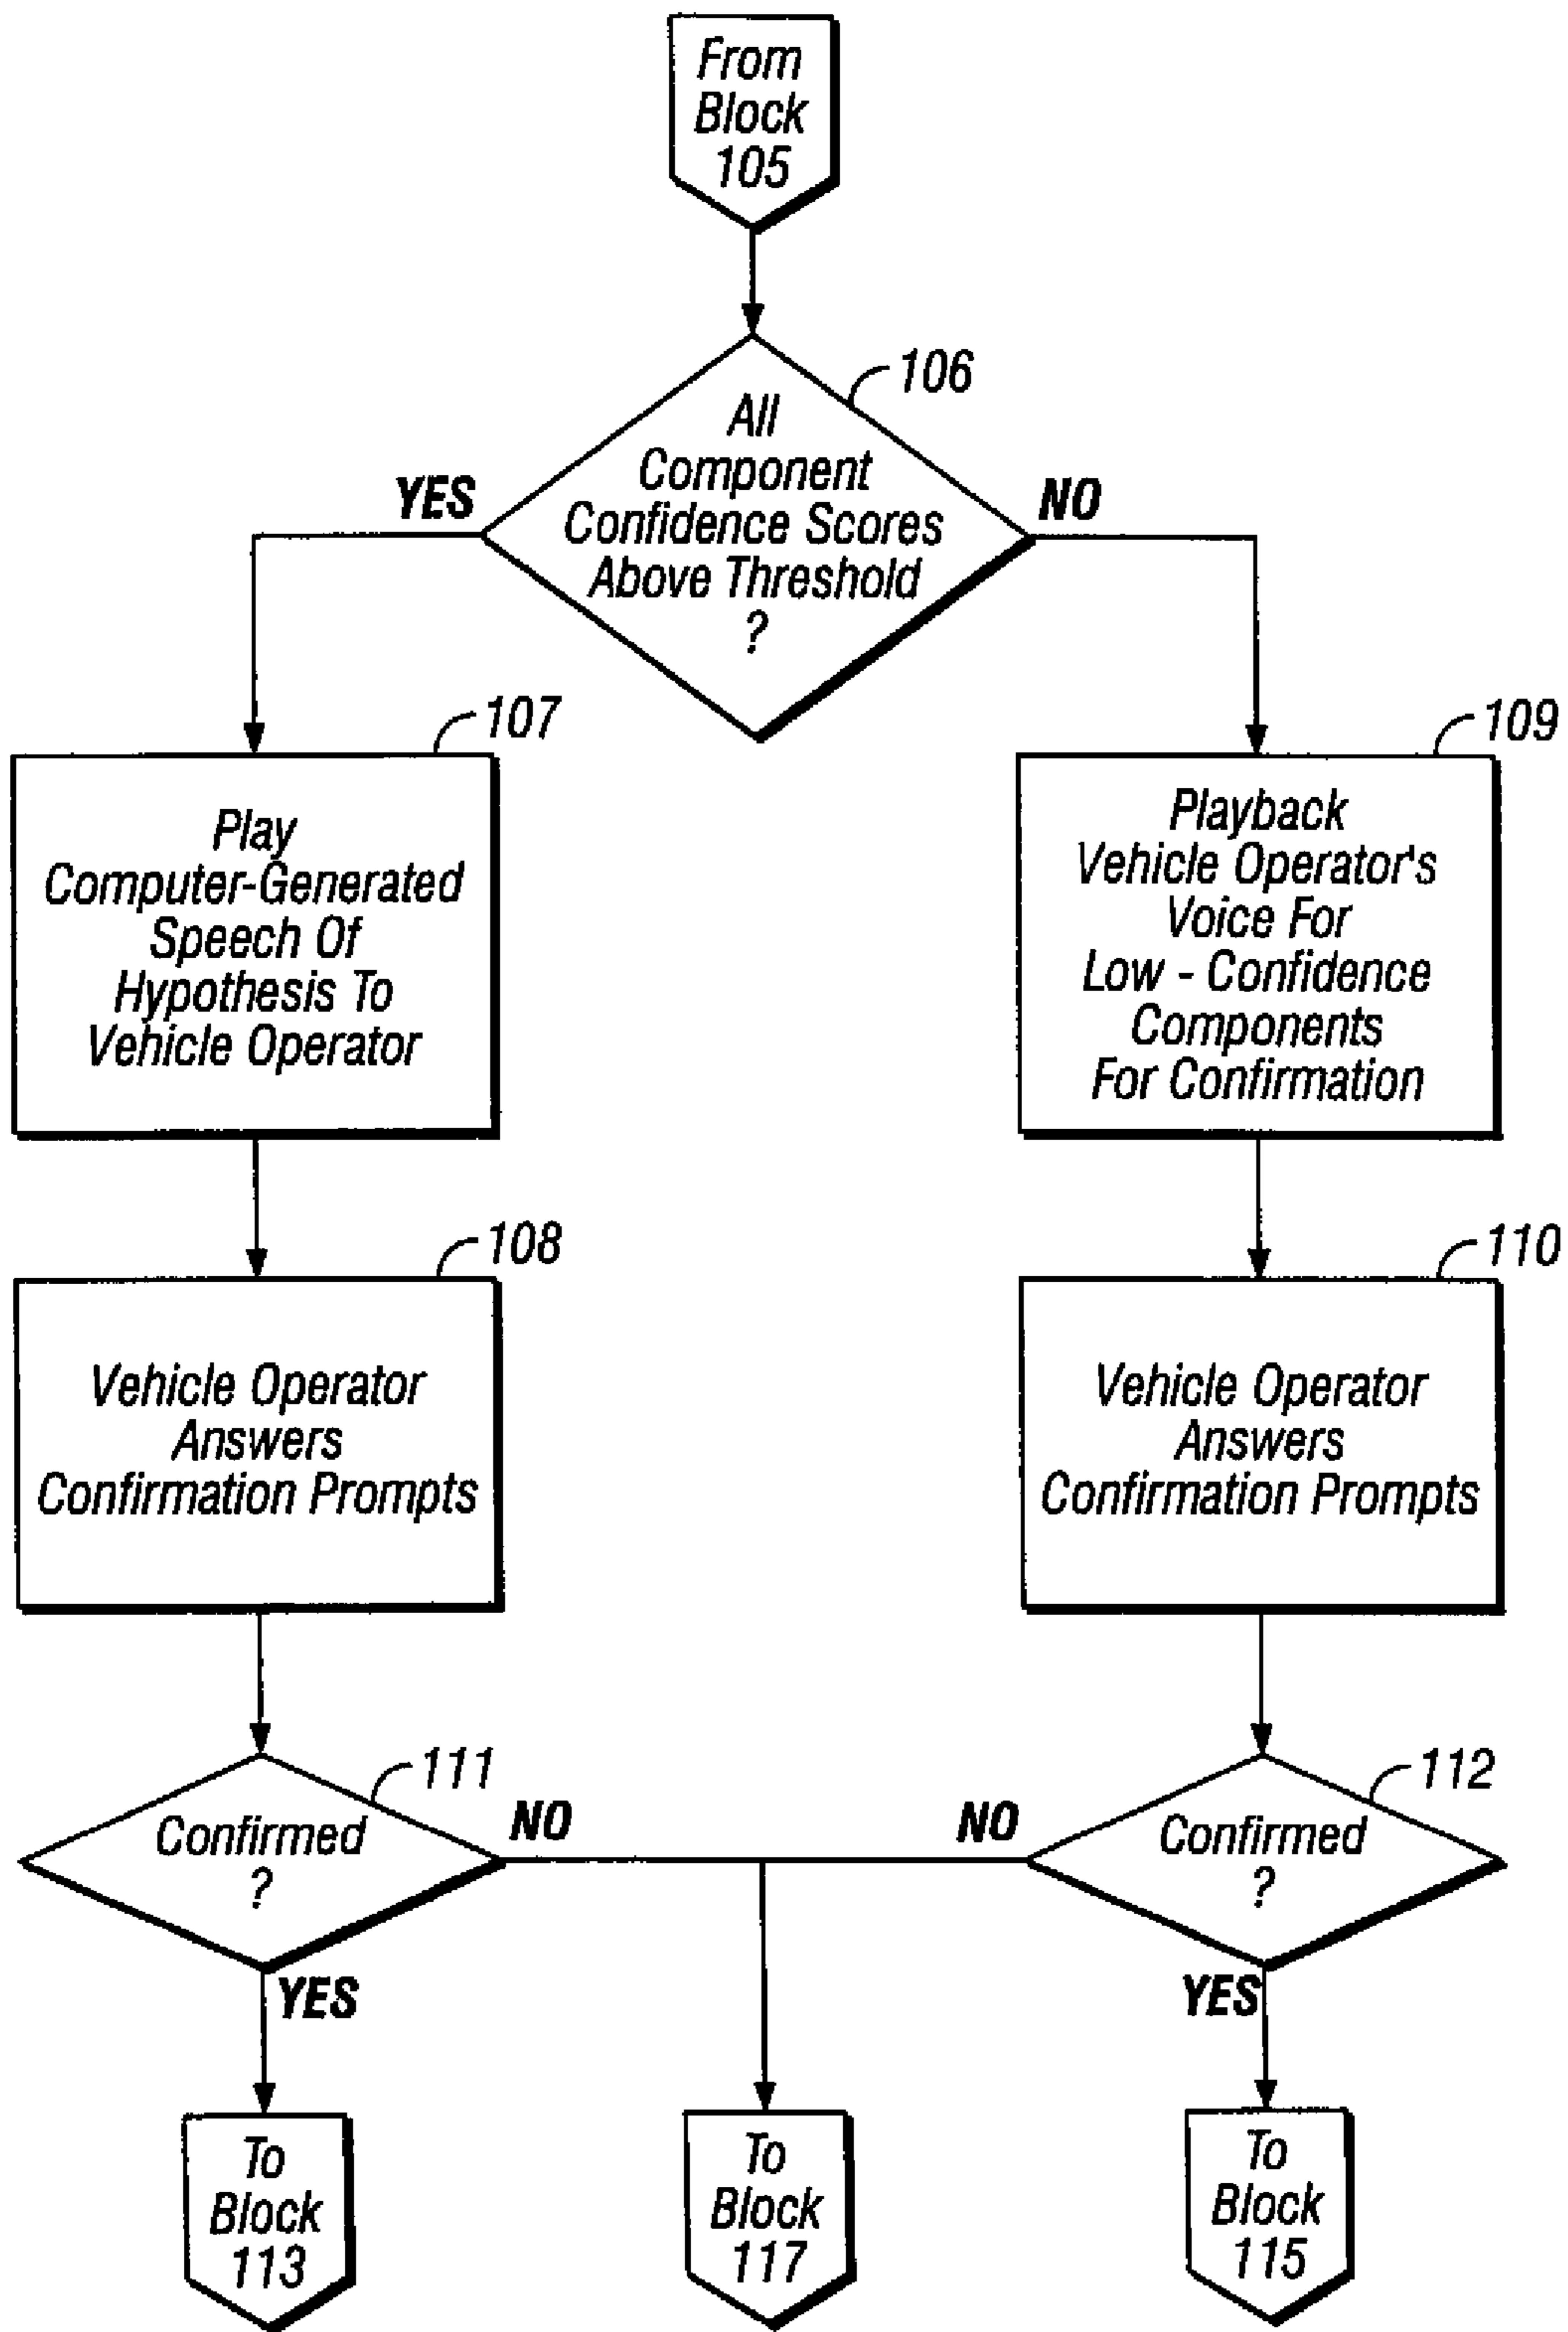 From
Block
105
106
All
Component
Confidence Scores
Above Threshold
?
YES
NO
107
Play
Computer-Generated
Speech Of
Hypothesis To
Vehicle Operator
109
Playback
Vehicle Operator's
Voice For
Low - Confidence
Components
For Confirmation
108
Vehicle Operator
Answers
Confirmation Prompts
110
Vehicle Operator
Answers
Confirmation Prompts
111
Confirmed
?
NO
YES
112
Confirmed
?
NO
YES
To
Block
113
To
Block
117
To
Block
115